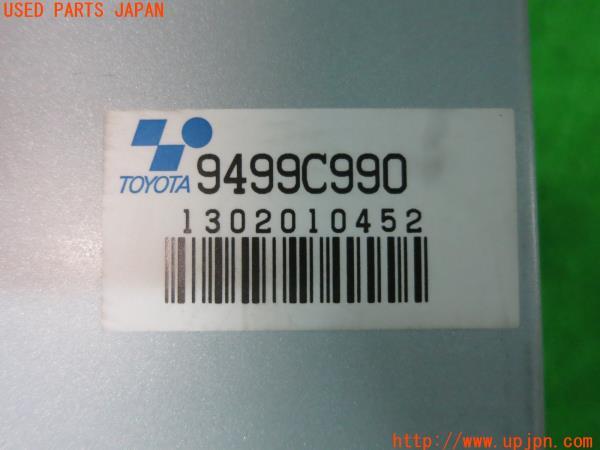 USED PARTS JAPAN
TOYOTA 9499C990
1302010452
http://www.upjpn.com/